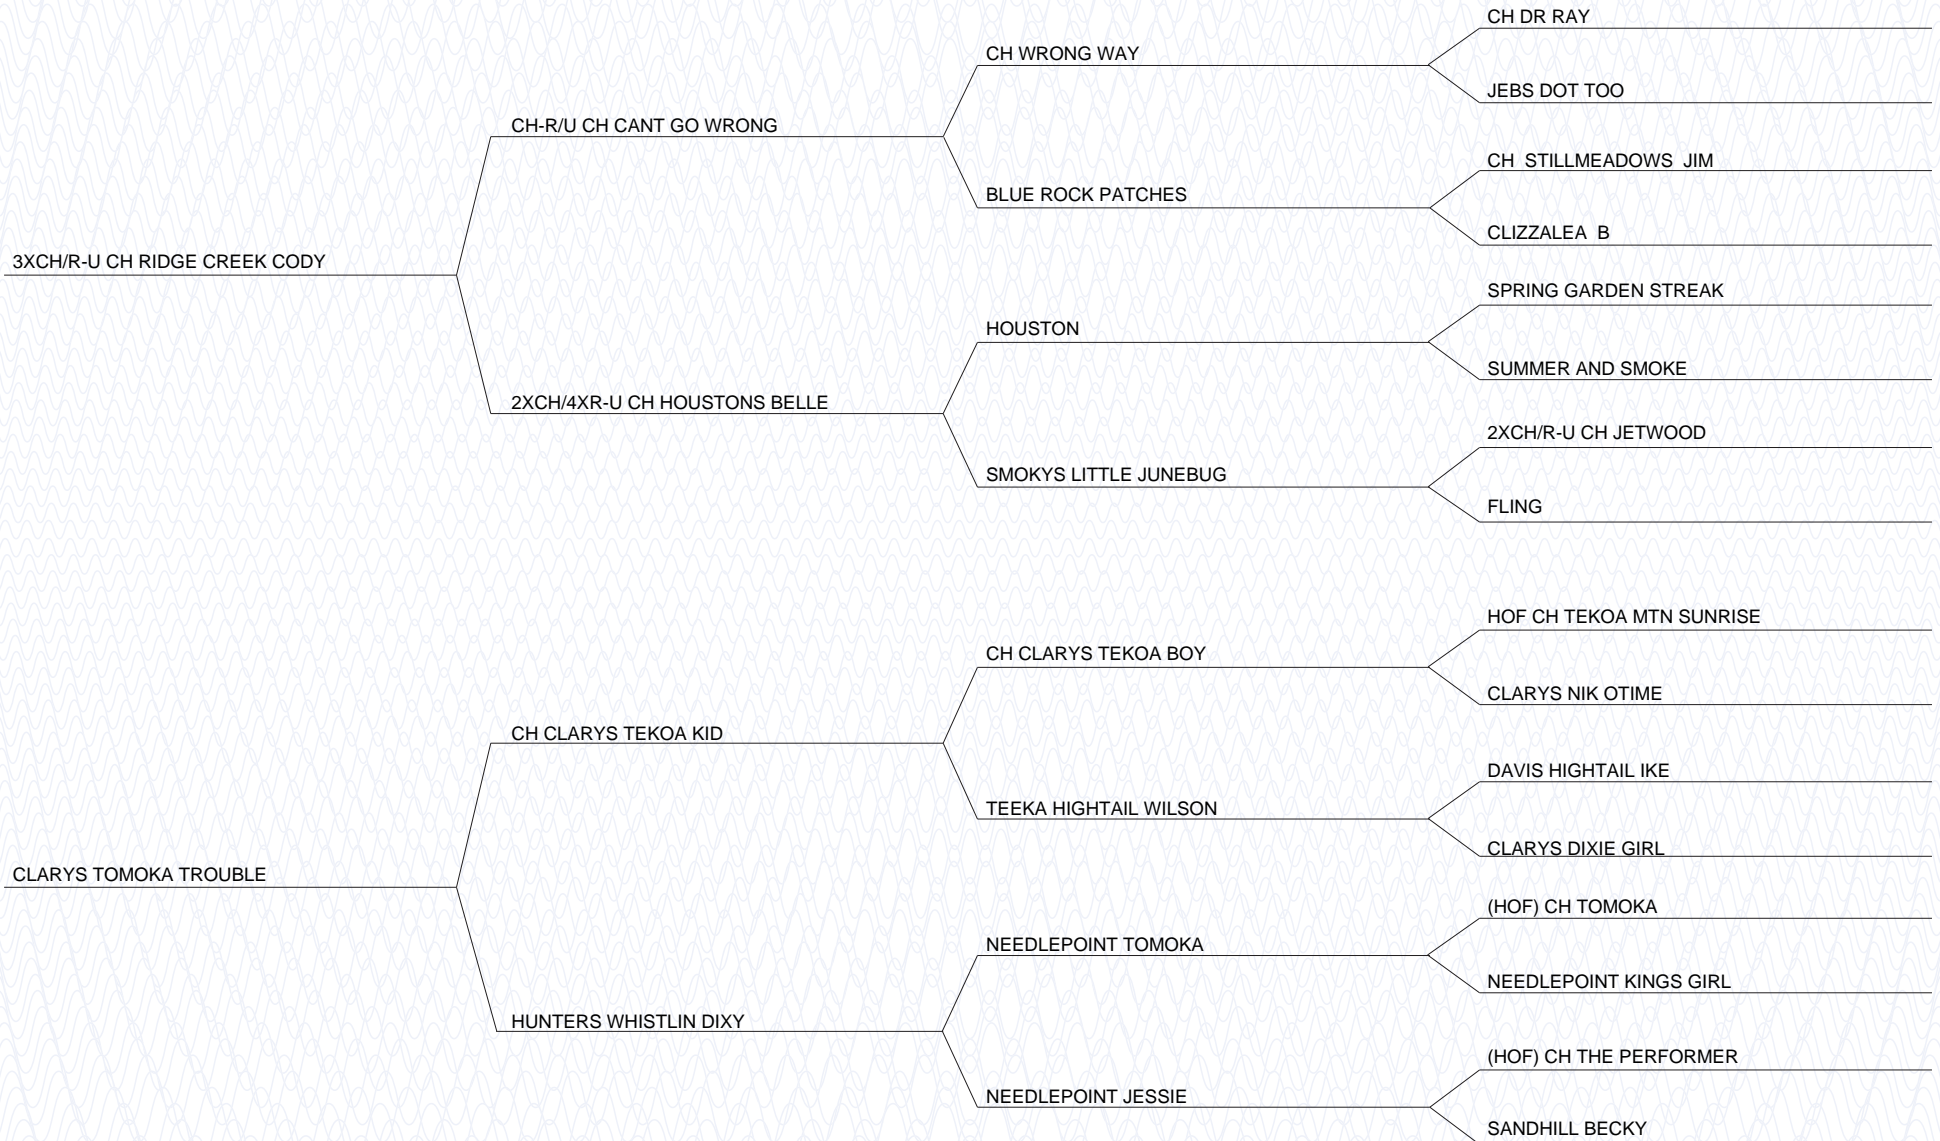 CH DR RAY
CH WRONG WAY
JEBS DOT TOO
CH-R/U CH CANT GO WRONG
CH  STILLMEADOWS  JIM
BLUE ROCK PATCHES
CLIZZALEA  B
3XCH/R-U CH RIDGE CREEK CODY
SPRING GARDEN STREAK
HOUSTON
SUMMER AND SMOKE
2XCH/4XR-U CH HOUSTONS BELLE
2XCH/R-U CH JETWOOD
SMOKYS LITTLE JUNEBUG
FLING
HOF CH TEKOA MTN SUNRISE
CH CLARYS TEKOA BOY
CLARYS NIK OTIME
CH CLARYS TEKOA KID
DAVIS HIGHTAIL IKE
TEEKA HIGHTAIL WILSON
CLARYS DIXIE GIRL
CLARYS TOMOKA TROUBLE
(HOF) CH TOMOKA
NEEDLEPOINT TOMOKA
NEEDLEPOINT KINGS GIRL
HUNTERS WHISTLIN DIXY
(HOF) CH THE PERFORMER
NEEDLEPOINT JESSIE
SANDHILL BECKY